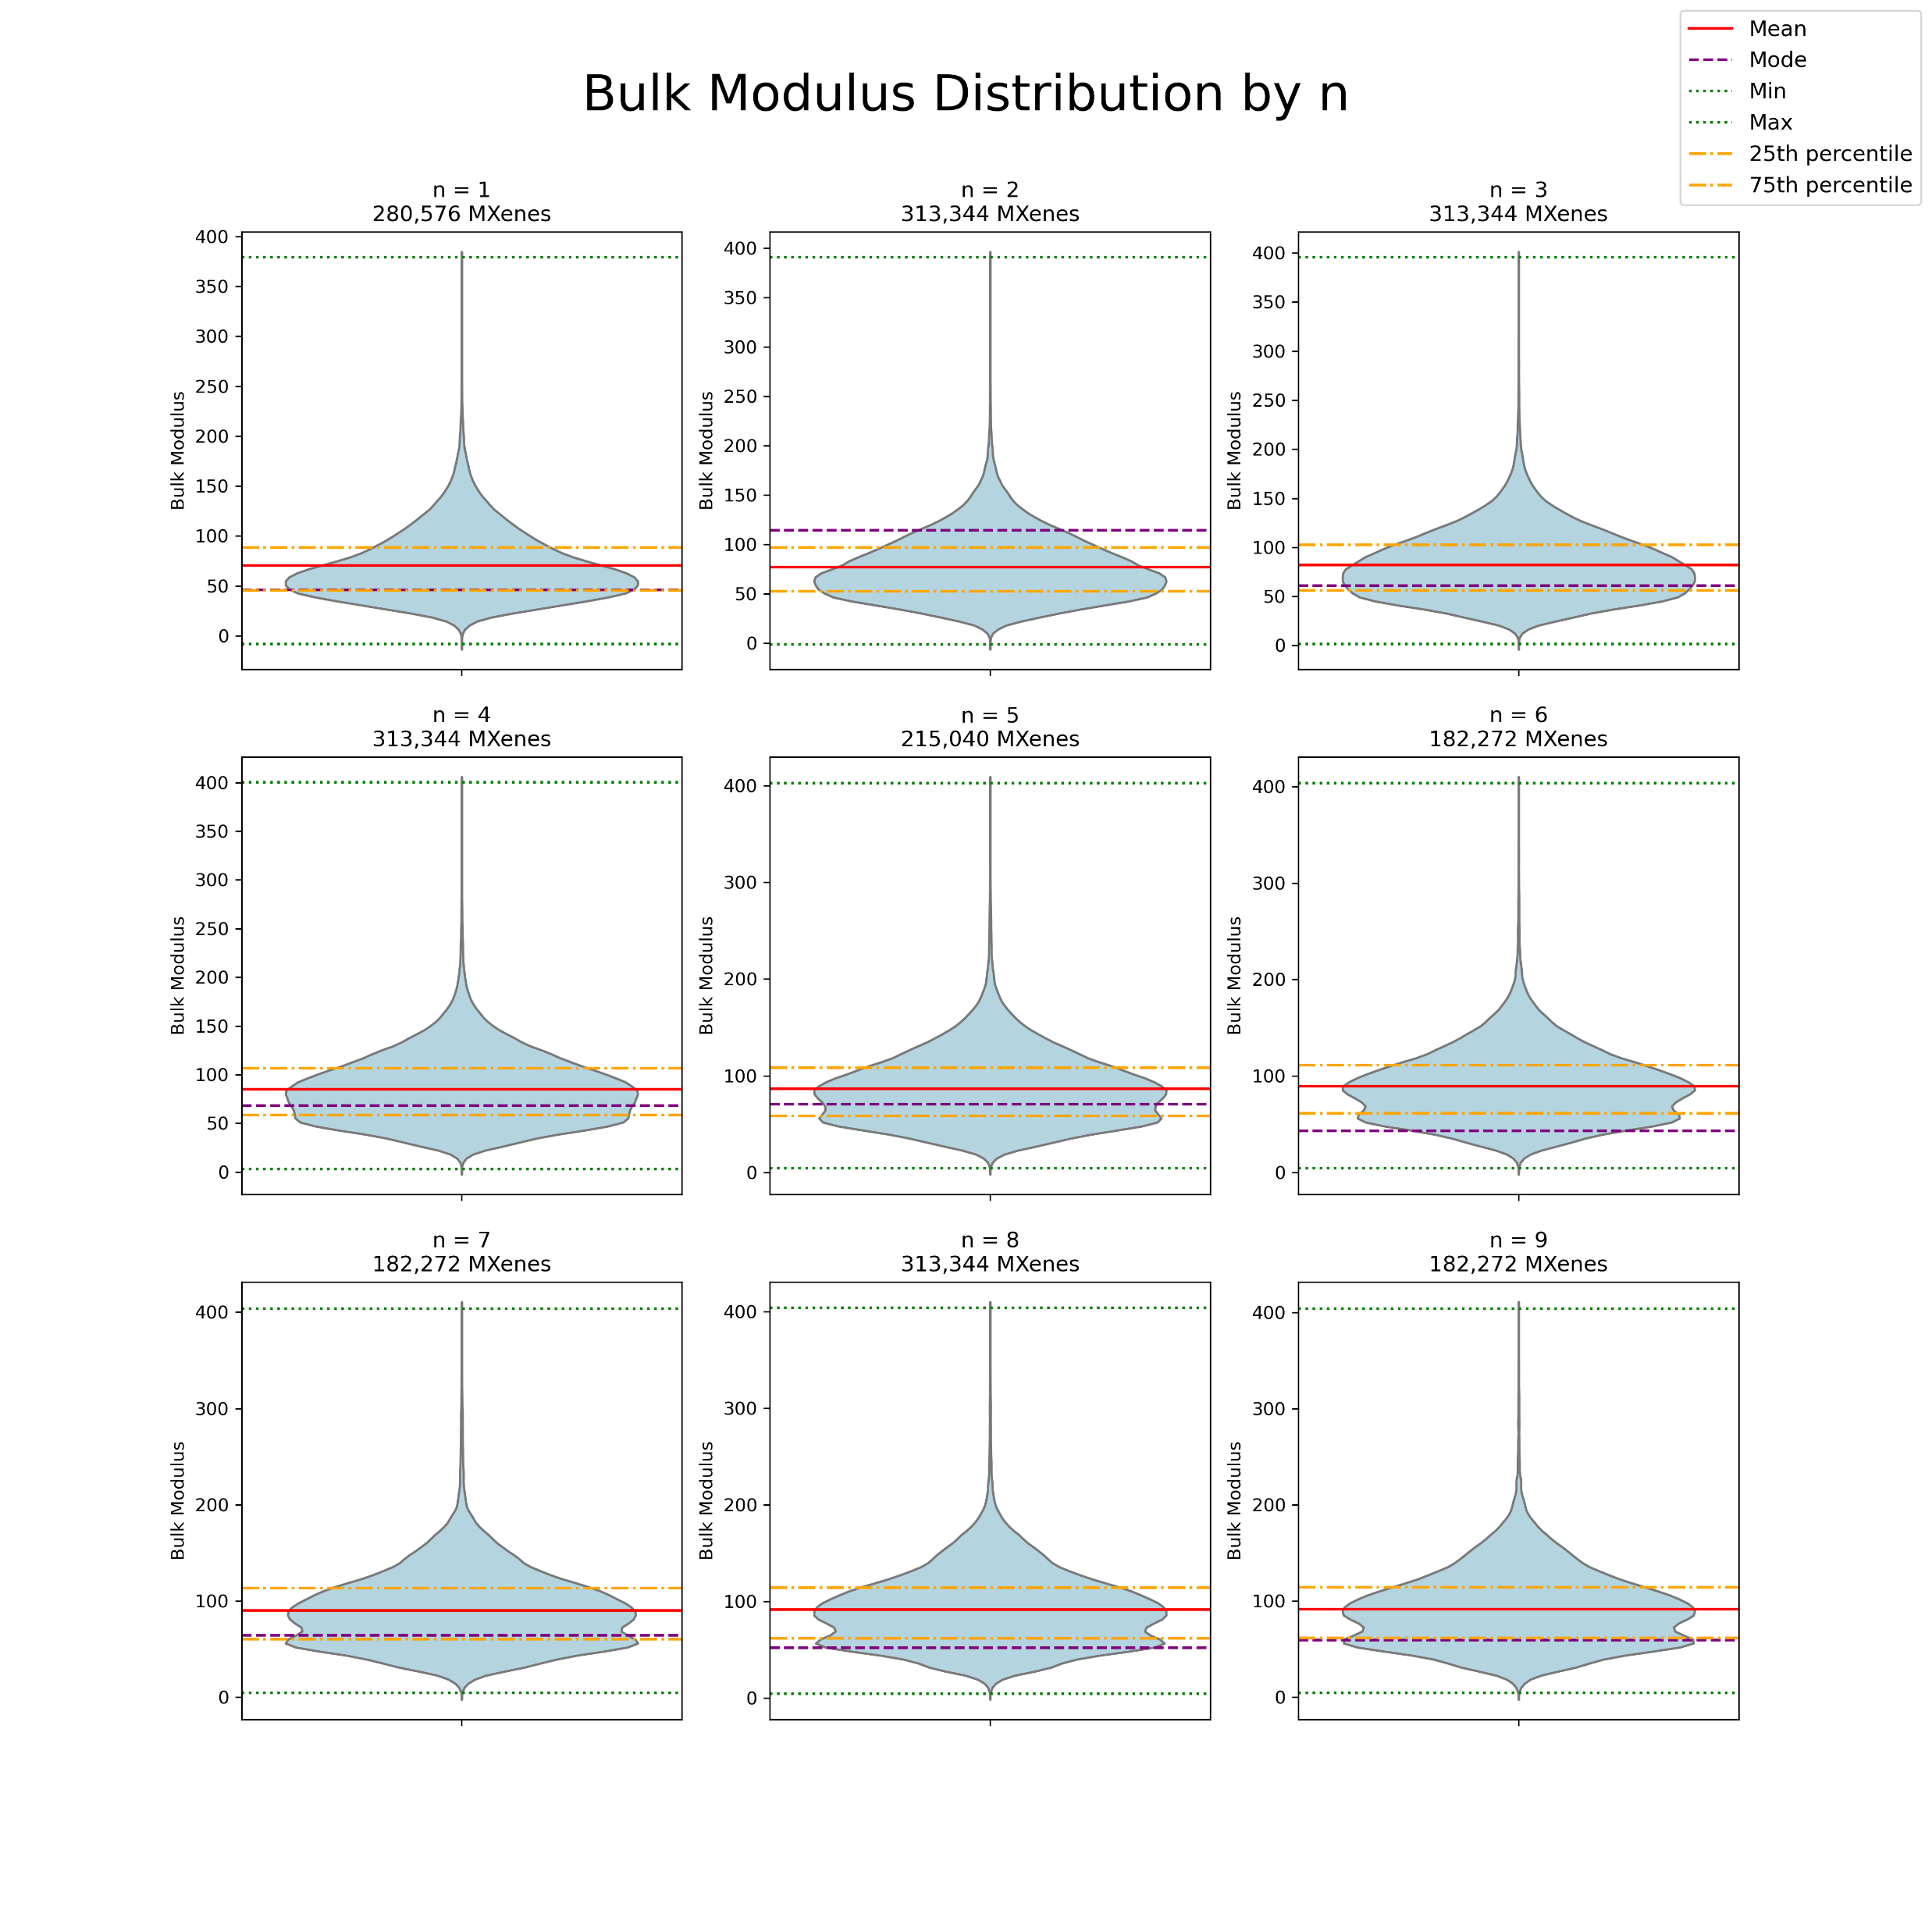 Mean
Mode
Min
Max
25th percentile
75th percentile
Bulk Modulus Distribution by n
n = 1
280,576 MXenes
400
350
300
250
200
150
100
50
0
Bulk Modulus
n = 2
313,344 MXenes
400
350
300
250
200
150
100
50
0
Bulk Modulus
n = 3
313,344 MXenes
400
350
300
250
200
150
100
50
0
Bulk Modulus
n = 4
313,344 MXenes
400
350
300
250
200
150
100
50
0
Bulk Modulus
n = 5
215,040 MXenes
400
300
200
100
0
Bulk Modulus
n = 6
182,272 MXenes
400
300
200
100
0
Bulk Modulus
n = 7
182,272 MXenes
400
300
200
100
0
Bulk Modulus
n = 8
313,344 MXenes
400
300
200
100
0
Bulk Modulus
n = 9
182,272 MXenes
400
300
200
100
0
Bulk Modulus